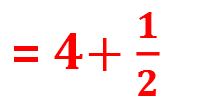 = 4 + 1/2